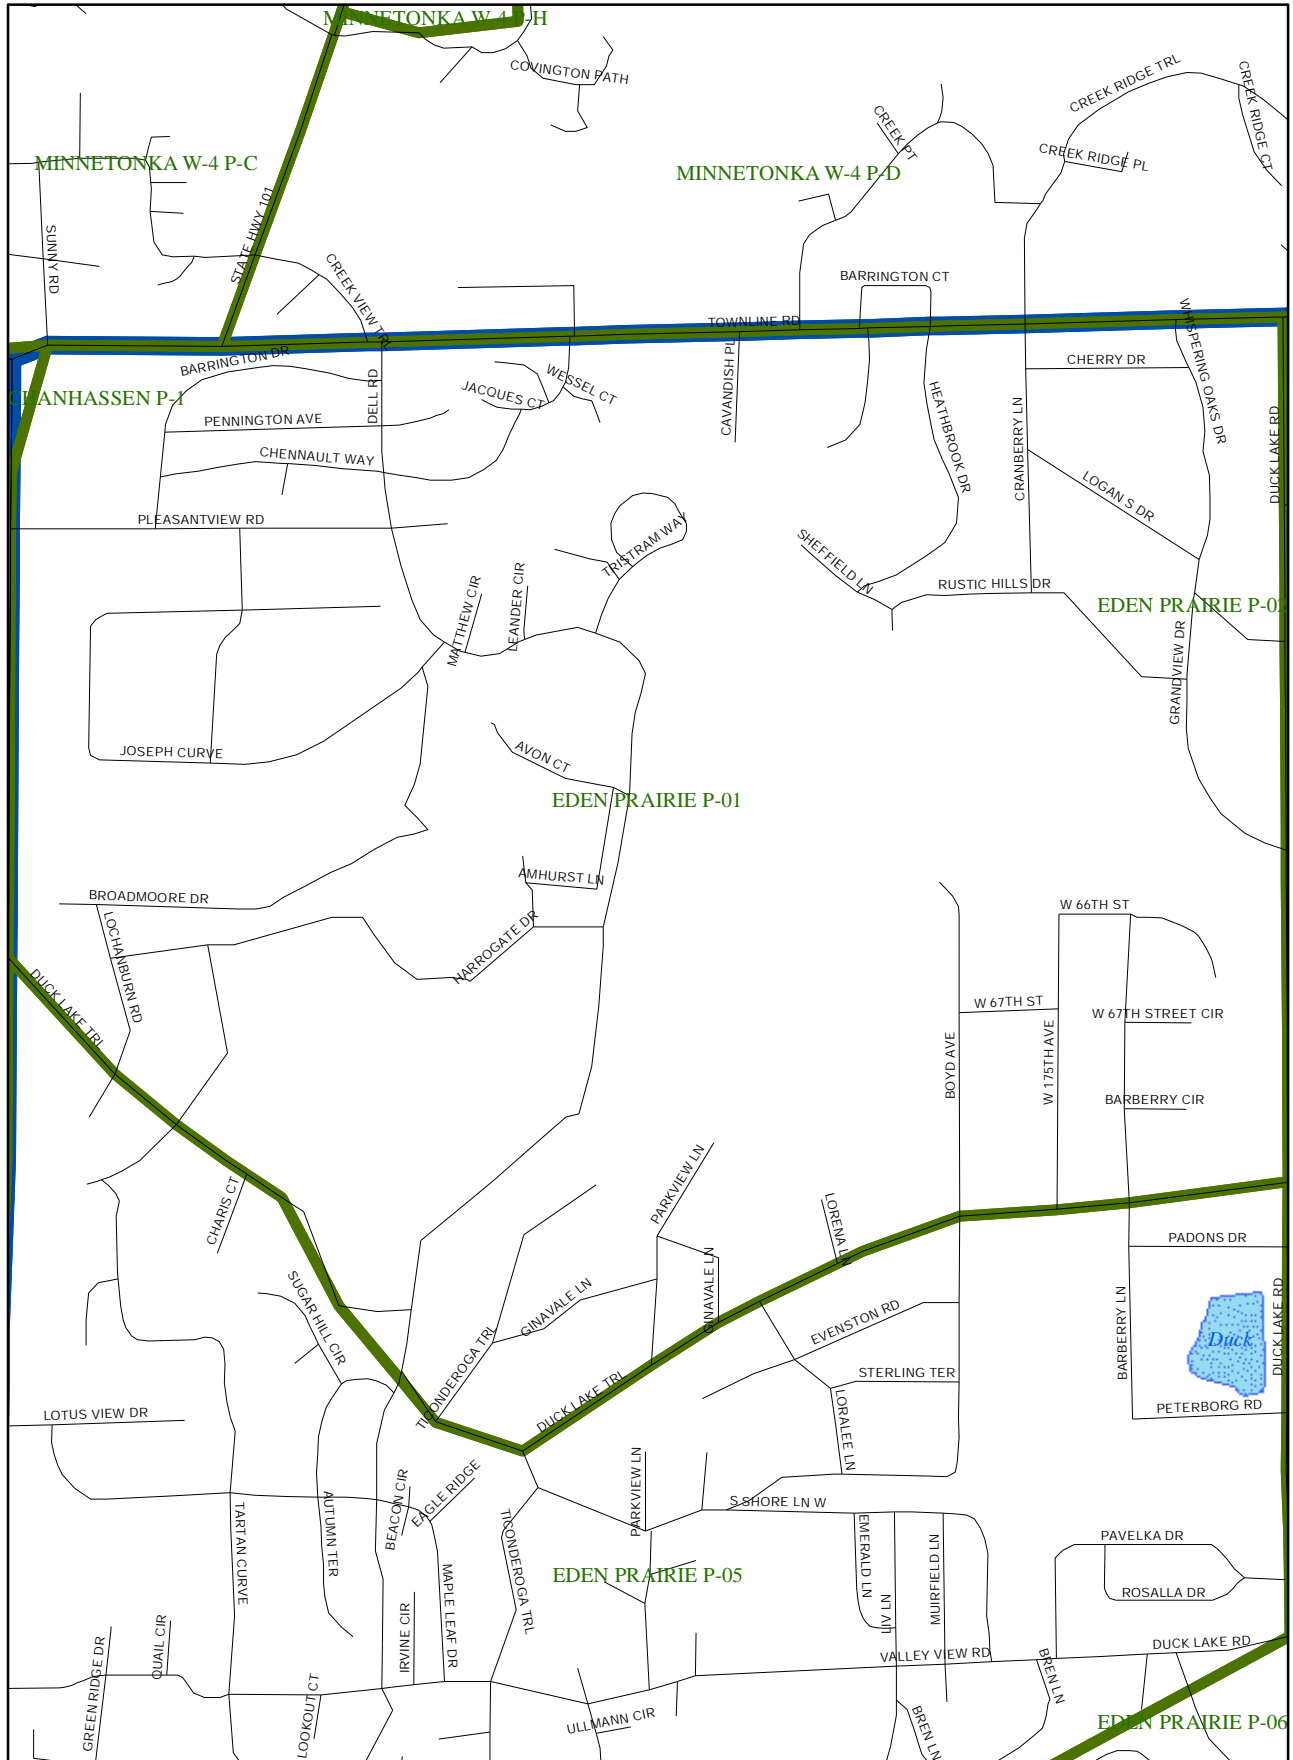 MINNETONKA W-4 P-H
COVINGTON PATH
CREEK RIDGE TRL
CREEK RIDGE CT
CREEK PT
CREEK RIDGE PL
MINNETONKA W-4 P-C
MINNETONKA W-4 P-D
STATE HWY 101
SUNNY RD
CREEK VIEW TRL
BARRINGTON CT
TOWNLINE RD
WHISPERING OAKS DR
BARRINGTON DR
CHERRY DR
CHANHASSEN P-1
DELL RD
JACQUES CT
WESSEL CT
CAVANDISH PL
HEATHBROOK DR
CRANBERRY LN
DUCK LAKE RD
PENNINGTON AVE
CHENNAULT WAY
LOGAN S DR
PLEASANTVIEW RD
TRISTRAM WAY
SHEFFIELD LN
RUSTIC HILLS DR
MATTHEW CIR
LEANDER CIR
EDEN PRAIRIE P-02
GRANDVIEW DR
JOSEPH CURVE
AVON CT
EDEN PRAIRIE P-01
AMHURST LN
BROADMOORE DR
W 66TH ST
LOCHANBURN RD
HARROGATE DR
DUCK LAKE TRL
W 67TH ST
W 67TH STREET CIR
BOYD AVE
W 175TH AVE
BARBERRY CIR
PARKVIEW LN
CHARIS CT
LORENA LN
PADONS DR
GINAVALE LN
GINAVALE LN
SUGAR HILL CIR
EVENSTON RD
BARBERRY LN
Duck
DUCK LAKE RD
TICONDEROGA TRL
STERLING TER
DUCK LAKE TRL
LORALEE LN
LOTUS VIEW DR
PETERBORG RD
PARKVIEW LN
BEACON CIR
EAGLE RIDGE
S SHORE LN W
TARTAN CURVE
AUTUMN TER
TICONDEROGA TRL
EMERALD LN
LIV LN
MUIRFIELD LN
PAVELKA DR
EDEN PRAIRIE P-05
ROSALLA DR
MAPLE LEAF DR
IRVINE CIR
QUAIL CIR
GREEN RIDGE DR
VALLEY VIEW RD
DUCK LAKE RD
BREN LN
LOOKOUT CT
ULLMANN CIR
BREN LN
EDEN PRAIRIE P-06